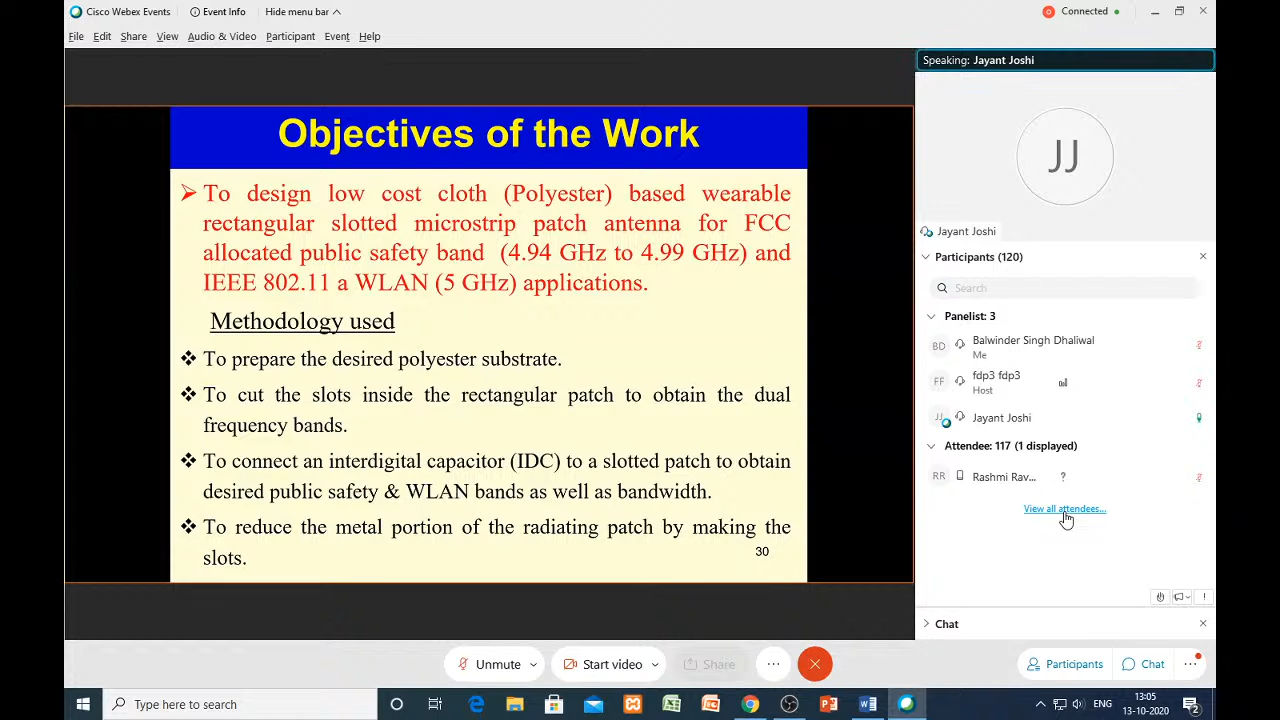 Cisco Webex Events
Event Info
Hide menu bar
Connected
File Edit Share View Audio & Video Participant Event Help
Speaking: Jayant Joshi
Objectives of the Work
To design low cost cloth (Polyester) based wearable
rectangular slotted microstrip patch antenna for FCC
allocated public safety band (4.94 GHz to 4.99 GHz) and
IEEE 802.11 a WLAN (5 GHz) applications.
Methodology used
To prepare the desired polyester substrate.
To cut the slots inside the rectangular patch to obtain the dual
frequency bands.
To connect an interdigital capacitor (IDC) to a slotted patch to obtain
desired public safety & WLAN bands as well as bandwidth.
To reduce the metal portion of the radiating patch by making the
slots.
30
JJ
Jayant Joshi
Participants (120)
Search
Panelist: 3
BD Balwinder Singh Dhaliwal
Me
FF fdp3 fdp3
Host
JJ Jayant Joshi
Attendee: 117 (1 displayed)
RR Rashmi Rav... ?
View all attendees...
Chat
Unmute
Start video
Share
Participants
Chat
Type here to search
ENG
13:05
13-10-2020
2